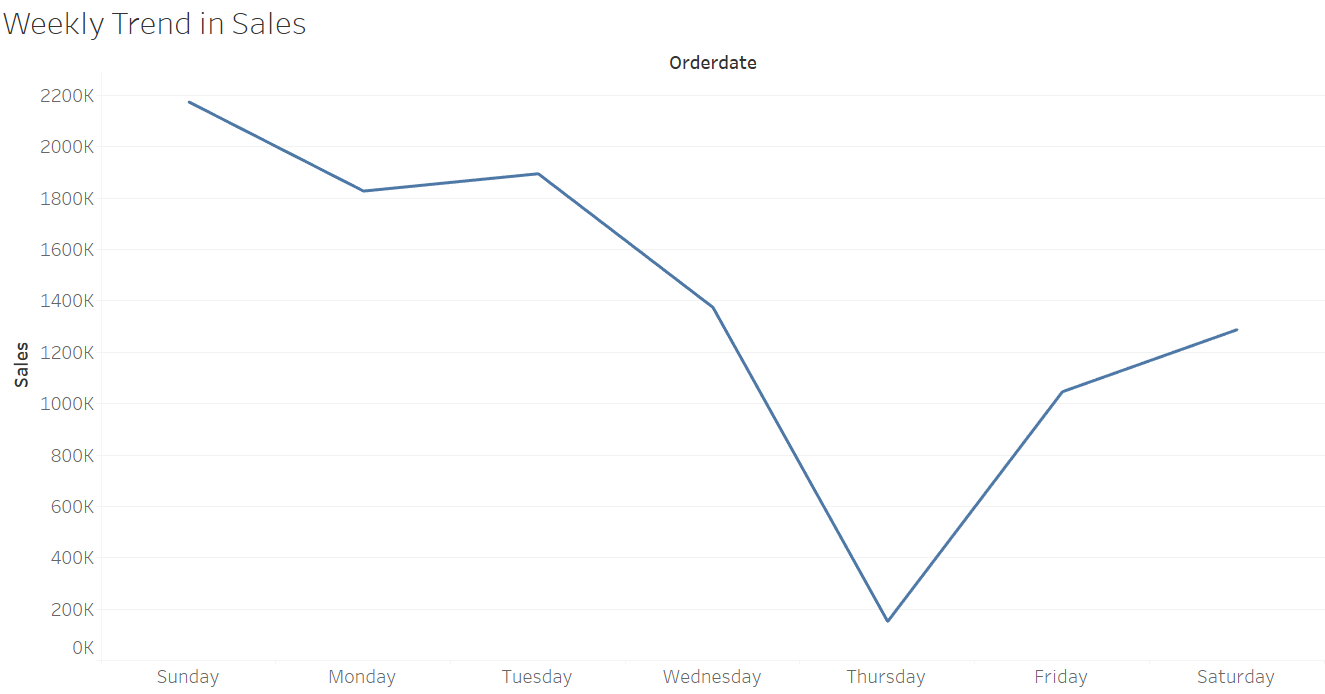 Weekly Trend in Sales
Orderdate
2200K
2000K
1800K
1600K
1400K
1200K
Sales
1000K
800K
600K
400K
200K
0K
Sunday Monday Tuesday Wednesday Thursday Friday Saturday